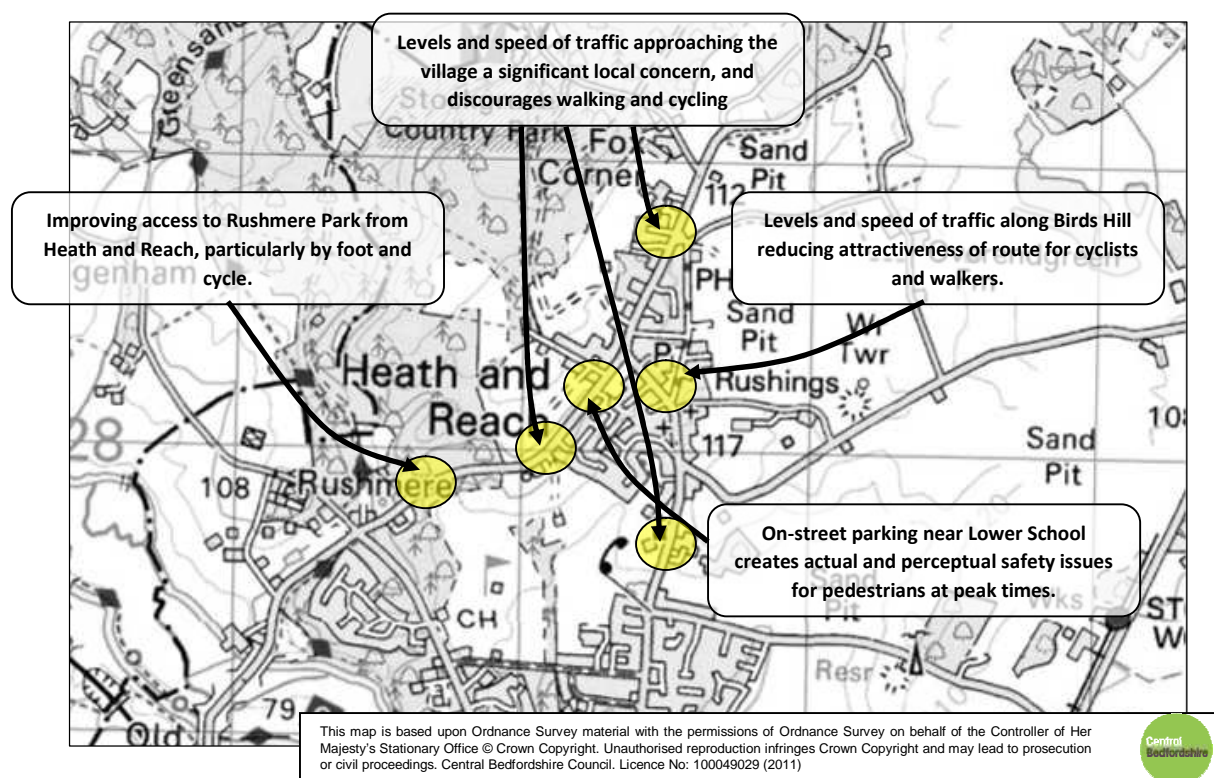 Levels and speed of traffic approaching the
village a significant local concern, and
discourages walking and cycling
Country Park
Fox
Corner
Sand
Pit
112
Improving access to Rushmere Park from
Heath and Reach, particularly by foot and
cycle.
Levels and speed of traffic along Birds Hill
reducing attractiveness of route for cyclists
and walkers.
genham
PH
Sand
Pit
Wr
Twr
Heath and
Reach
Rushings
28
117
108
Rushmere
Sand
Pit
On-street parking near Lower School
creates actual and perceptual safety issues
for pedestrians at peak times.
Sand
Pit
Wks
CH
Resr
79
Old
This map is based upon Ordnance Survey material with the permissions of Ordnance Survey on behalf of the Controller of Her
Majesty's Stationary Office © Crown Copyright. Unauthorised reproduction infringes Crown Copyright and may lead to prosecution
or civil proceedings. Central Bedfordshire Council. Licence No: 100049029 (2011)
Central
Bedfordshire